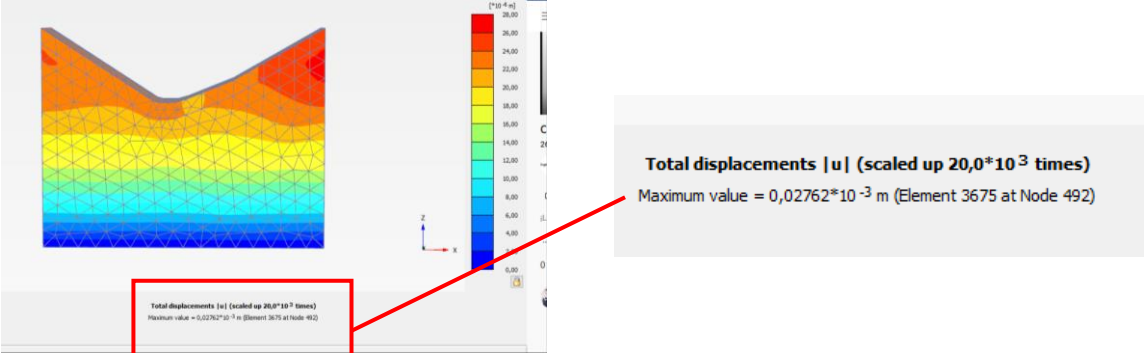 [*10⁻⁶ m]
28,00
26,00
24,00
22,00
20,00
18,00
16,00
14,00
12,00
10,00
8,00
6,00
4,00
0,00
Z
X
Total displacements |u| (scaled up 20,0*10³ times)
Maximum value = 0,02762*10⁻³ m (Element 3675 at Node 492)
Total displacements |u| (scaled up 20,0*10³ times)
Maximum value = 0,02762*10⁻³ m (Element 3675 at Node 492)